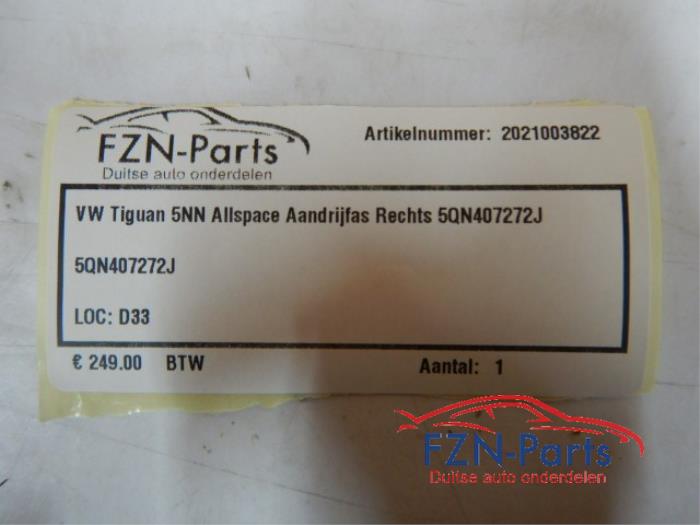 FZN-Parts
Duitse auto onderdelen
Artikelnummer: 2021003822
VW Tiguan 5NN Allspace Aandrijfas Rechts 5QN407272J
5QN407272J
LOC: D33
€ 249.00 BTW
Aantal: 1
FZN-Parts
Duitse auto onderdelen